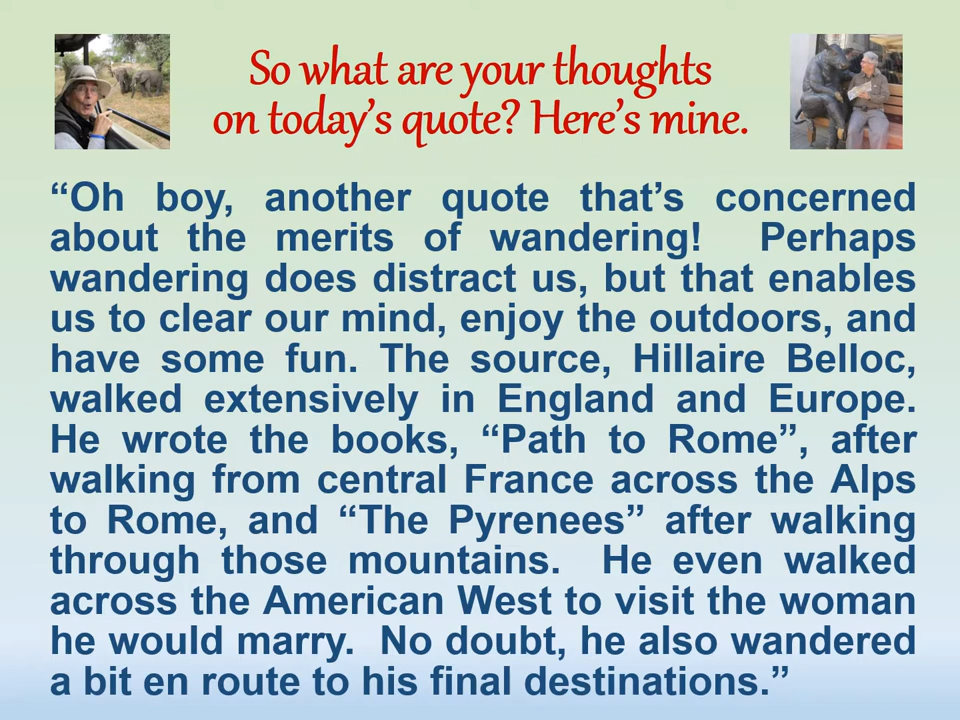 So what are your thoughts
on today’s quote? Here’s mine.
“Oh boy, another quote that’s concerned
about the merits of wandering! Perhaps
wandering does distract us, but that enables
us to clear our mind, enjoy the outdoors, and
have some fun. The source, Hillaire Belloc,
walked extensively in England and Europe.
He wrote the books, “Path to Rome”, after
walking from central France across the Alps
to Rome, and “The Pyrenees” after walking
through those mountains. He even walked
across the American West to visit the woman
he would marry. No doubt, he also wandered
a bit en route to his final destinations.”